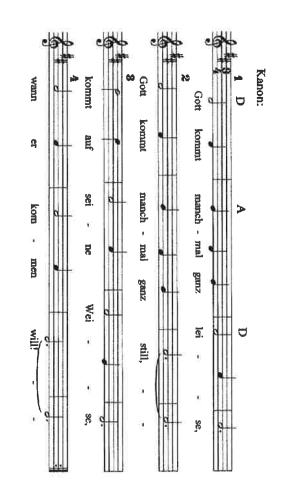 Kanon:
1 D A D
Gott kommt manch - mal ganz lei - - se,
2
Gott kommt manch - mal ganz still, - -
3
kommt auf sei - ne Wei - - se,
4
wann er kom - men will! - -